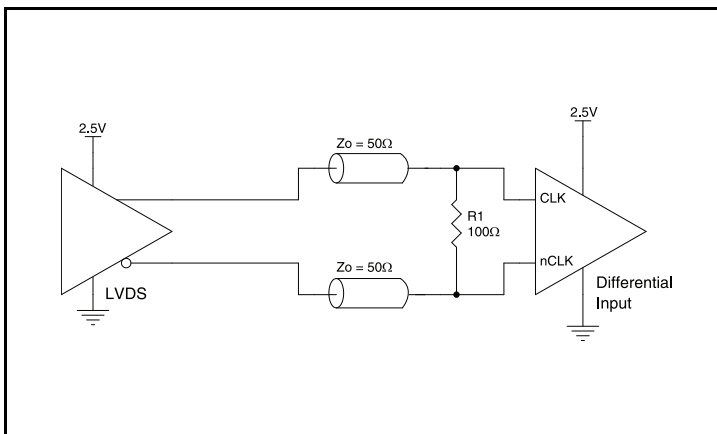 2.5V
2.5V
Zo = 50Ω
CLK
R1
100Ω
Zo = 50Ω
nCLK
LVDS
Differential
Input